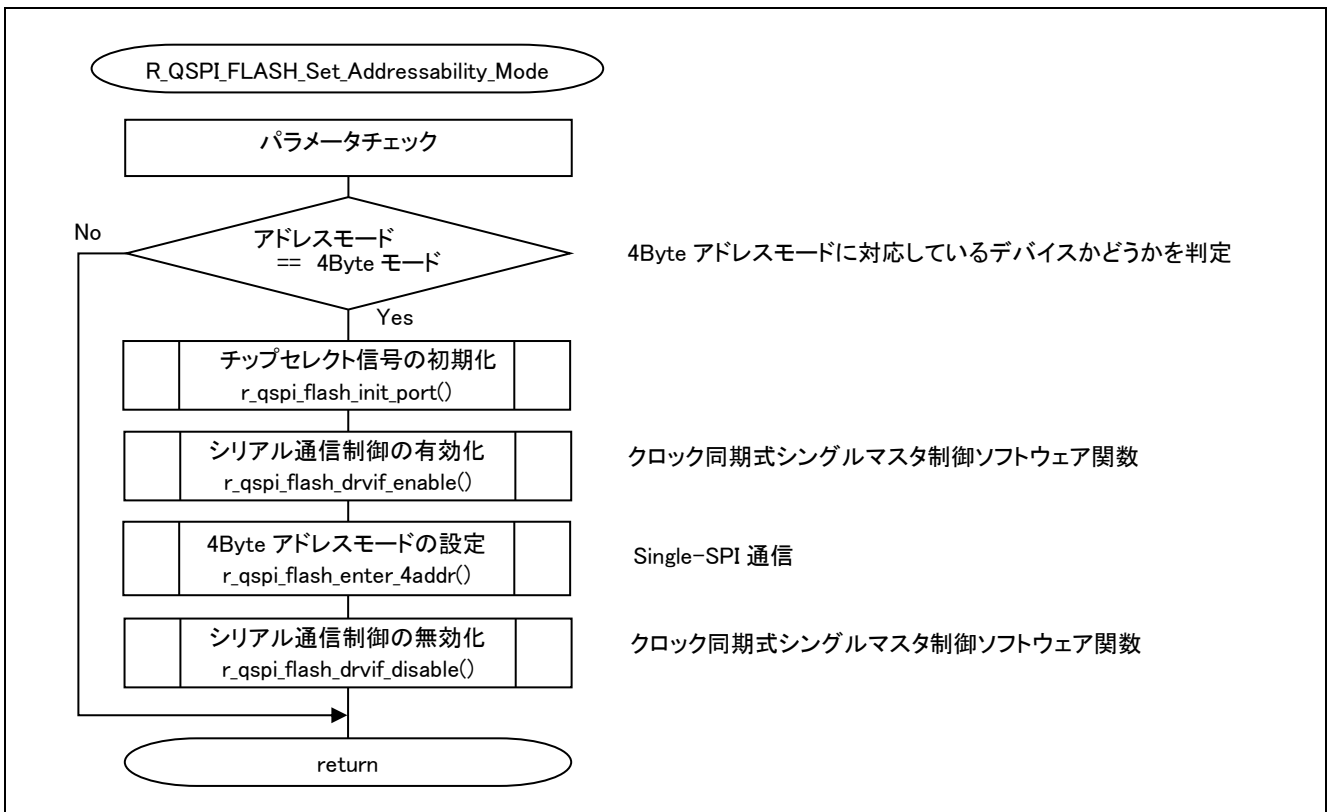 R_QSPI_FLASH_Set_Addressability_Mode
パラメータチェック
No
アドレスモード
== 4Byte モード
4Byte アドレスモードに対応しているデバイスかどうかを判定
Yes
チップセレクト信号の初期化
r_qspi_flash_init_port()
シリアル通信制御の有効化
r_qspi_flash_drvif_enable()
クロック同期式シングルマスタ制御ソフトウェア関数
4Byte アドレスモードの設定
r_qspi_flash_enter_4addr()
Single-SPI 通信
シリアル通信制御の無効化
r_qspi_flash_drvif_disable()
クロック同期式シングルマスタ制御ソフトウェア関数
return